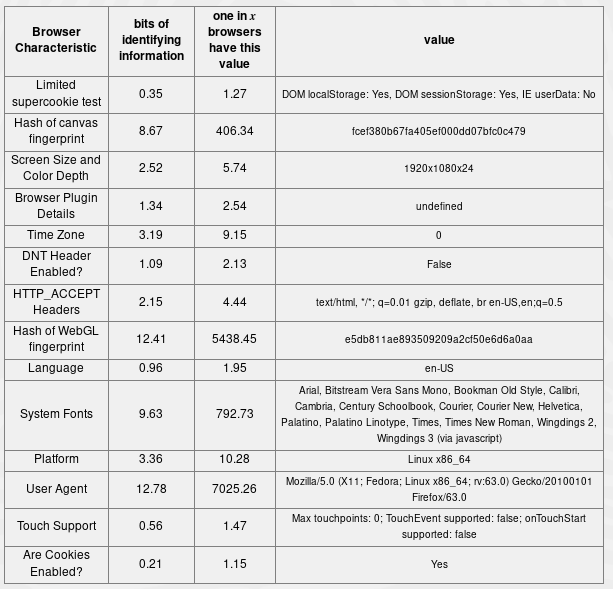 Browser Characteristic
bits of identifying information
one in x browsers have this value
value
Limited supercookie test
0.35
1.27
DOM localStorage: Yes, DOM sessionStorage: Yes, IE userData: No
Hash of canvas fingerprint
8.67
406.34
fcef380b67fa405ef000dd07bfc0c479
Screen Size and Color Depth
2.52
5.74
1920x1080x24
Browser Plugin Details
1.34
2.54
undefined
Time Zone
3.19
9.15
0
DNT Header Enabled?
1.09
2.13
False
HTTP_ACCEPT Headers
2.15
4.44
text/html, */*; q=0.01 gzip, deflate, br en-US,en;q=0.5
Hash of WebGL fingerprint
12.41
5438.45
e5db811ae893509209a2cf50e6d6a0aa
Language
0.96
1.95
en-US
System Fonts
9.63
792.73
Arial, Bitstream Vera Sans Mono, Bookman Old Style, Calibri,
Cambria, Century Schoolbook, Courier, Courier New, Helvetica,
Palatino, Palatino Linotype, Times, Times New Roman, Wingdings 2,
Wingdings 3 (via javascript)
Platform
3.36
10.28
Linux x86_64
User Agent
12.78
7025.26
Mozilla/5.0 (X11; Fedora; Linux x86_64; rv:63.0) Gecko/20100101
Firefox/63.0
Touch Support
0.56
1.47
Max touchpoints: 0; TouchEvent supported: false; onTouchStart
supported: false
Are Cookies Enabled?
0.21
1.15
Yes